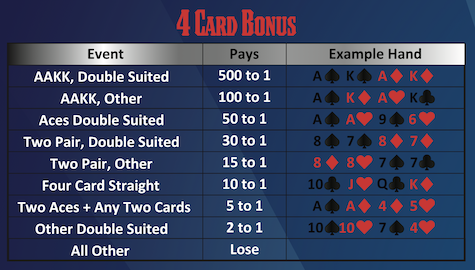 4 CARD BONUS
Event Pays Example Hand
AAKK, Double Suited 500 to 1 A♠ K♠ A♦ K♦
AAKK, Other 100 to 1 A♠ K♦ A♥ K♣
Aces Double Suited 50 to 1 A♠ A♥ 9♠ 6♥
Two Pair, Double Suited 30 to 1 8♠ 7♠ 8♦ 7♦
Two Pair, Other 15 to 1 8♦ 8♥ 7♠ 7♣
Four Card Straight 10 to 1 10♣ J♥ Q♣ K♦
Two Aces + Any Two Cards 5 to 1 A♠ A♦ 4♦ 5♥
Other Double Suited 2 to 1 10♠ 10♥ 7♠ 4♥
All Other Lose